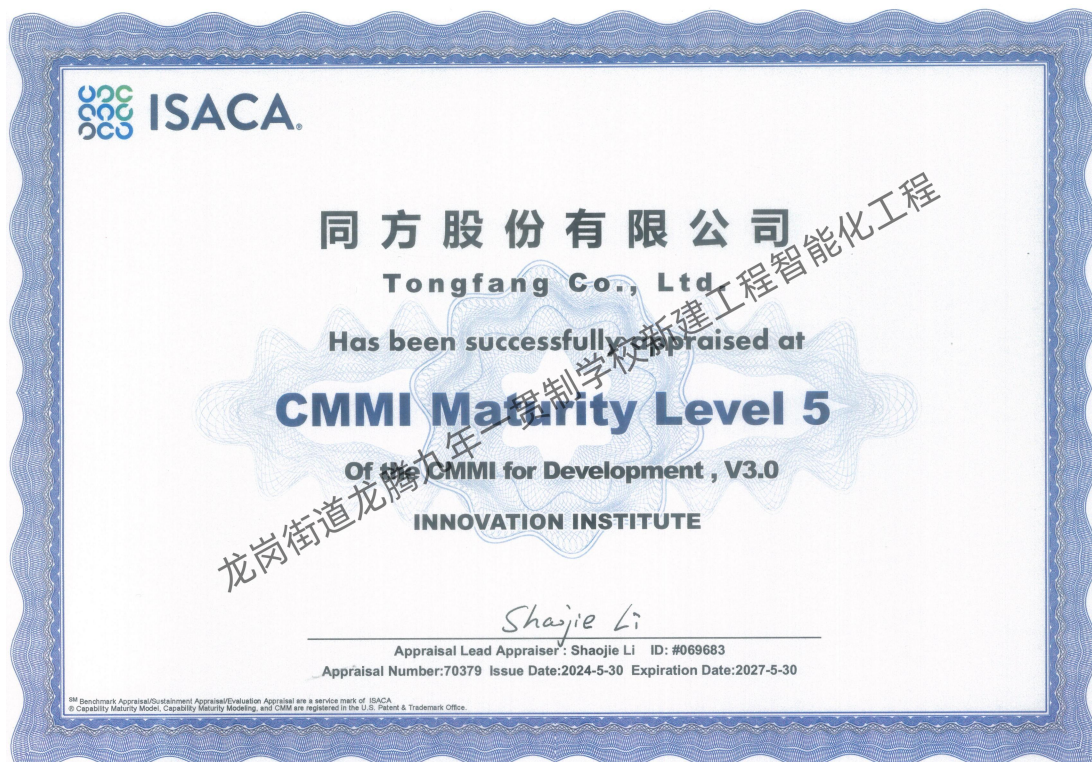 ISACA®
同方股份有限公司
Tongfang Co., Ltd.
Has been successfully appraised at
CMMI Maturity Level 5
Of the CMMI for Development , V3.0
INNOVATION INSTITUTE
龙岗街道龙腾九年一贯制学校新建工程智能化工程
Shaojie Li
Appraisal Lead Appraiser : Shaojie Li ID: #069683
Appraisal Number:70379 Issue Date:2024-5-30 Expiration Date:2027-5-30
SM Benchmark Appraisal/Sustainment Appraisal/Evaluation Appraisal are a service mark of ISACA
® Capability Maturity Model, Capability Maturity Modeling, and CMM are registered in the U.S. Patent & Trademark Office.